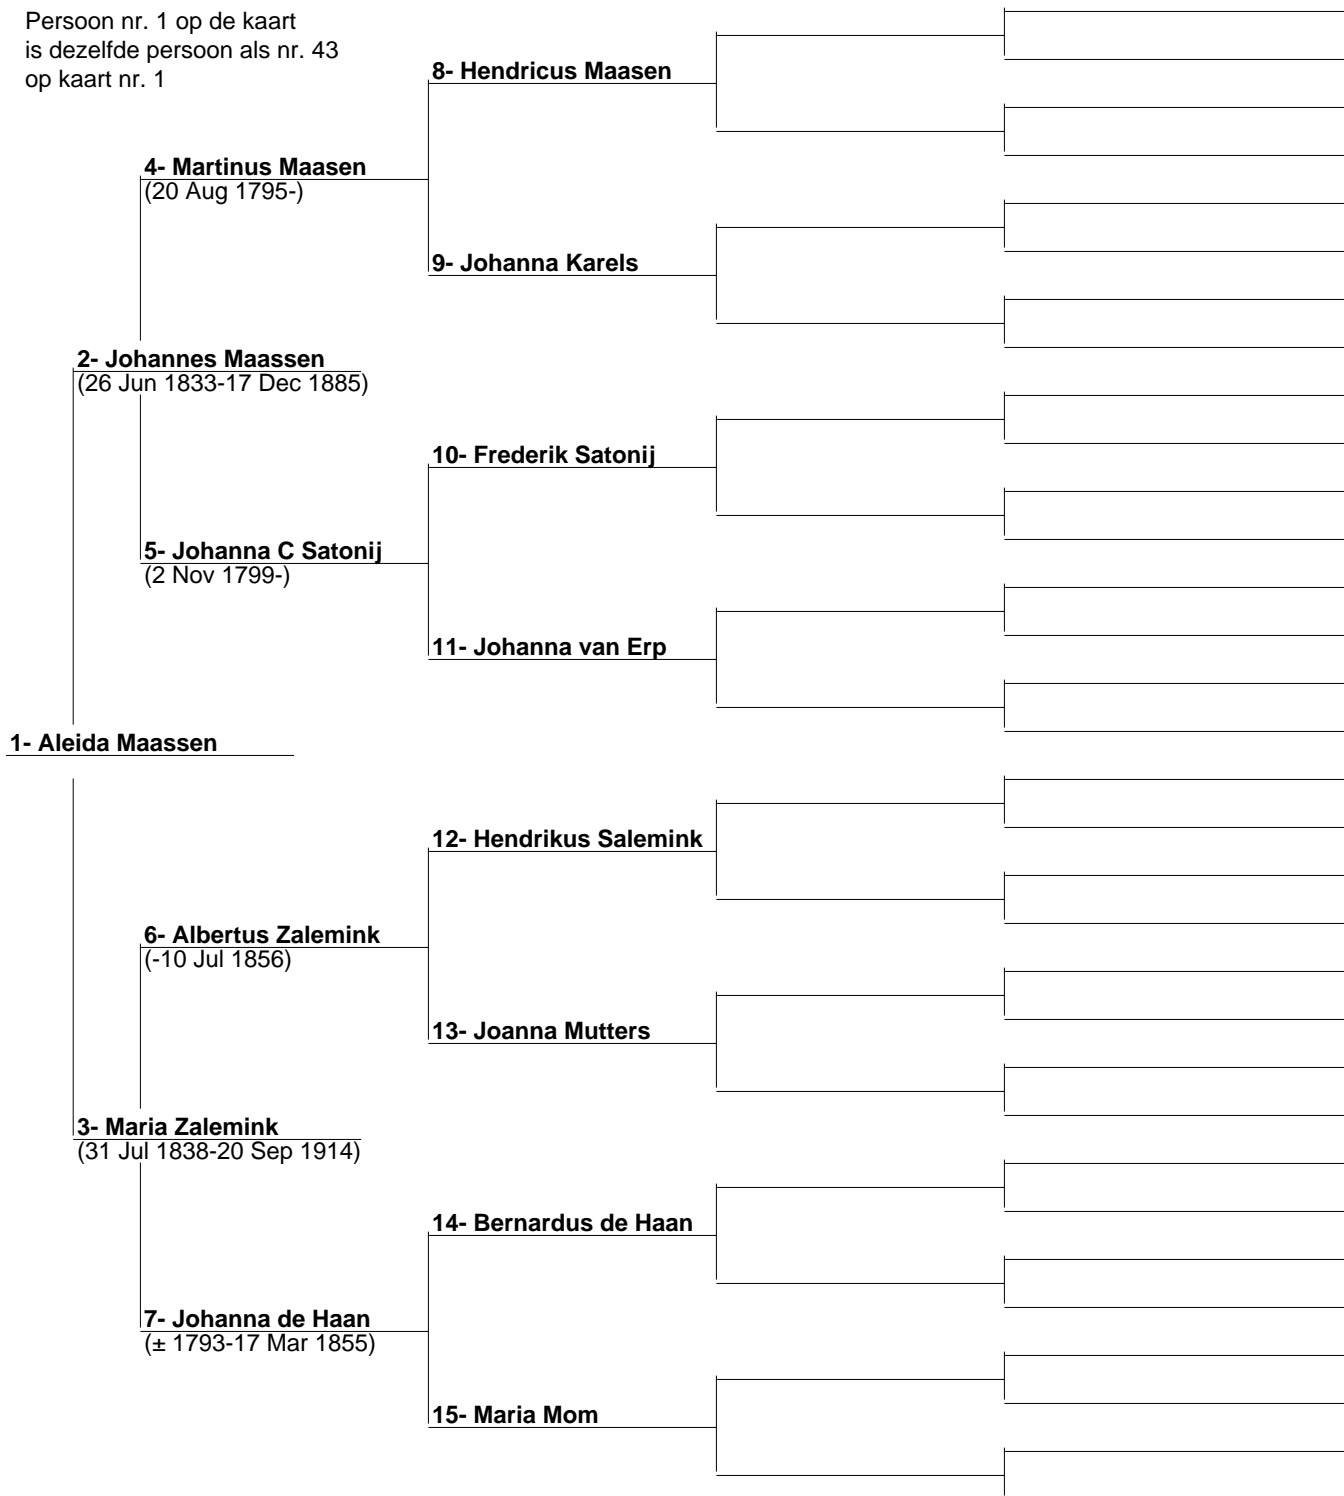 Persoon nr. 1 op de kaart
is dezelfde persoon als nr. 43
op kaart nr. 1
8- Hendricus Maasen
4- Martinus Maasen
(20 Aug 1795-)
9- Johanna Karels
2- Johannes Maassen
(26 Jun 1833-17 Dec 1885)
10- Frederik Satonij
5- Johanna C Satonij
(2 Nov 1799-)
11- Johanna van Erp
1- Aleida Maassen
12- Hendrikus Salemink
6- Albertus Zalemink
(-10 Jul 1856)
13- Joanna Mutters
3- Maria Zalemink
(31 Jul 1838-20 Sep 1914)
14- Bernardus de Haan
7- Johanna de Haan
(± 1793-17 Mar 1855)
15- Maria Mom